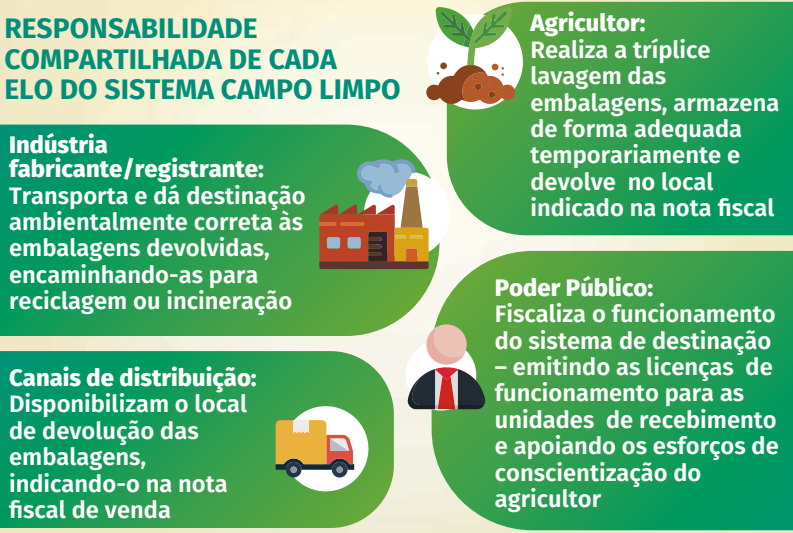 RESPONSABILIDADE
COMPARTILHADA DE CADA
ELO DO SISTEMA CAMPO LIMPO
Agricultor:
Realiza a tríplice
lavagem das
embalagens, armazena
de forma adequada
temporariamente e
devolve no local
indicado na nota fiscal
Indústria
fabricante/registrante:
Transporta e dá destinação
ambientalmente correta às
embalagens devolvidas,
encaminhando-as para
reciclagem ou incineração
Poder Público:
Fiscaliza o funcionamento
do sistema de destinação
– emitindo as licenças de
funcionamento para as
unidades de recebimento
e apoiando os esforços de
conscientização do
agricultor
Canais de distribuição:
Disponibilizam o local
de devolução das
embalagens,
indicando-o na nota
fiscal de venda